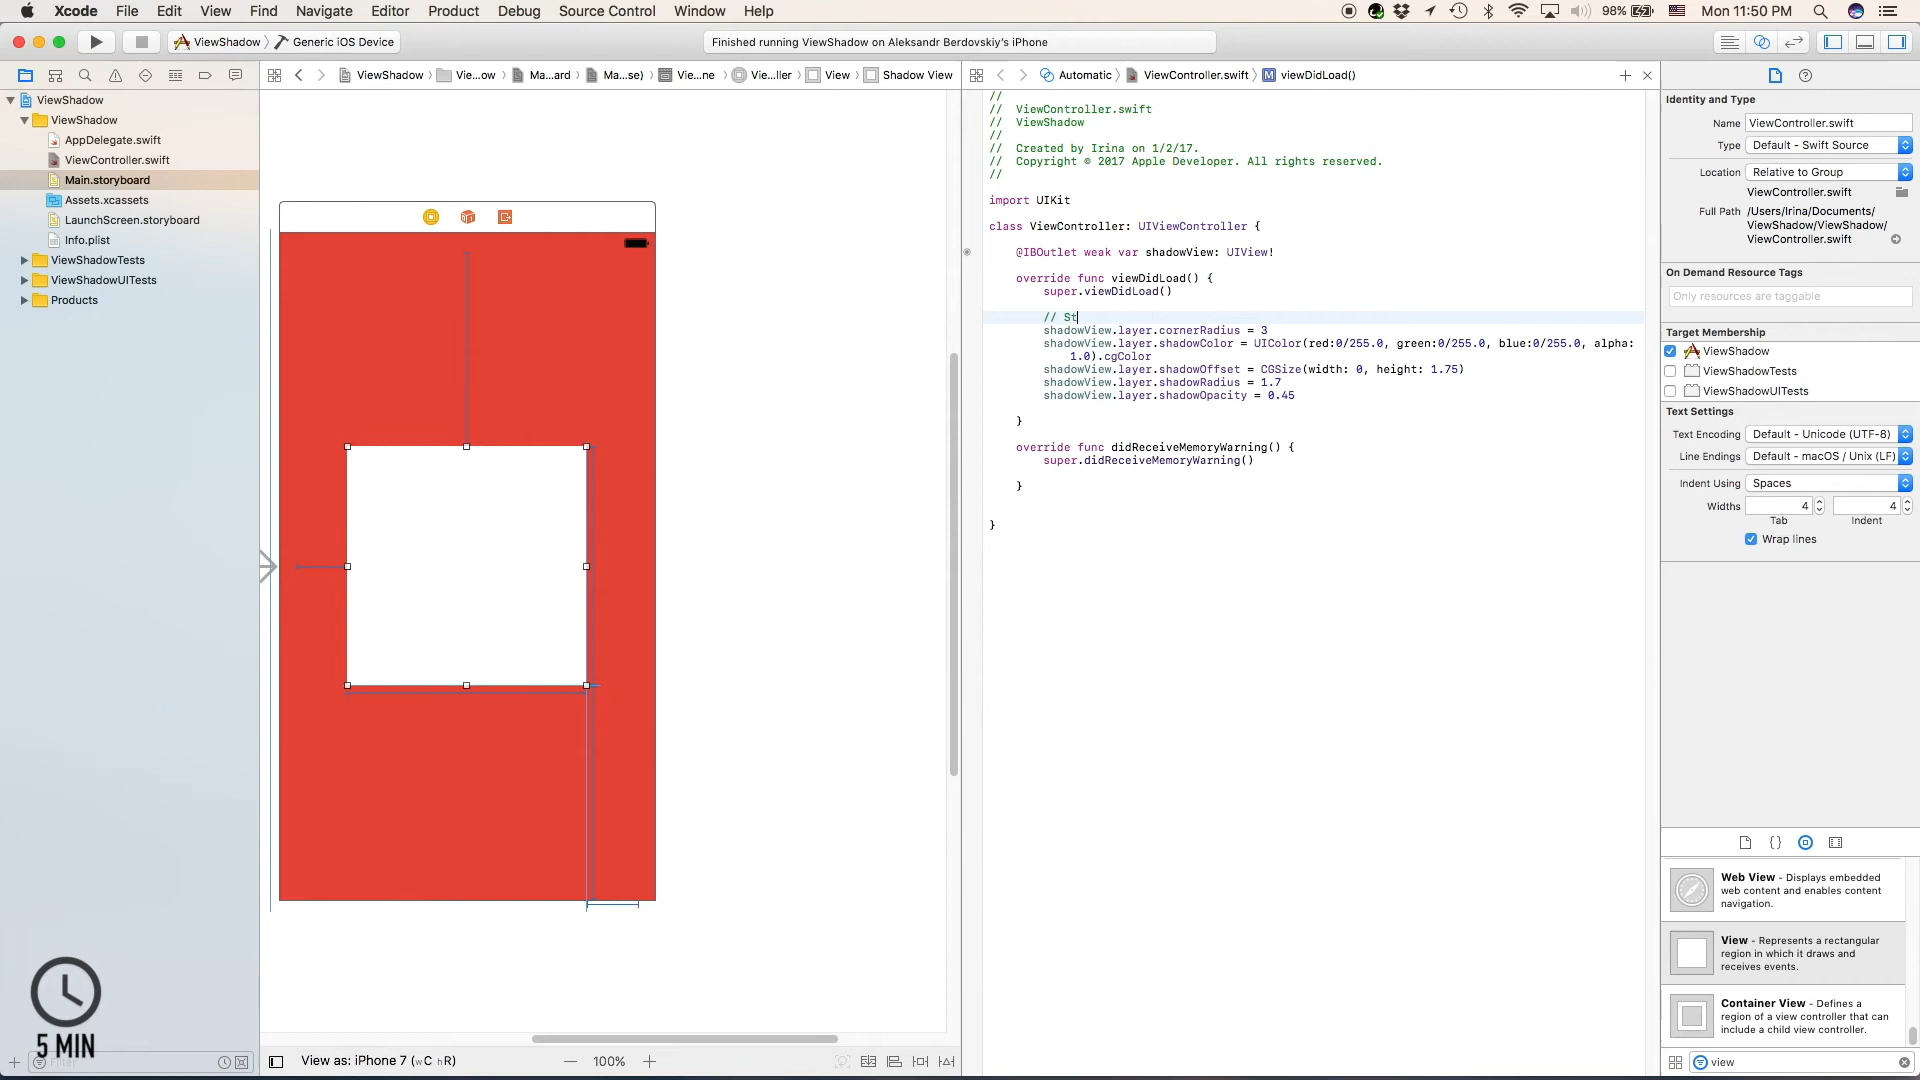 Xcode File Edit View Find Navigate Editor Product Debug Source Control Window Help 98% Mon 11:50 PM
ViewShadow Generic iOS Device Finished running ViewShadow on Aleksandr Berdovskiy's iPhone
ViewShadow Vie...ow Ma...ard Ma...se) Vie...ne Vie...ller View Shadow View
Automatic ViewController.swift M viewDidLoad()
ViewShadow
ViewShadow
AppDelegate.swift
ViewController.swift
Main.storyboard
Assets.xcassets
LaunchScreen.storyboard
Info.plist
ViewShadowTests
ViewShadowUITests
Products
5 MIN
Filter
View as: iPhone 7 (wC hR) — 100% +
//
// ViewController.swift
// ViewShadow
//
// Created by Irina on 1/2/17.
// Copyright © 2017 Apple Developer. All rights reserved.
//
import UIKit
class ViewController: UIViewController {
@IBOutlet weak var shadowView: UIView!
override func viewDidLoad() {
super.viewDidLoad()
// St
shadowView.layer.cornerRadius = 3
shadowView.layer.shadowColor = UIColor(red:0/255.0, green:0/255.0, blue:0/255.0, alpha:
1.0).cgColor
shadowView.layer.shadowOffset = CGSize(width: 0, height: 1.75)
shadowView.layer.shadowRadius = 1.7
shadowView.layer.shadowOpacity = 0.45
}
override func didReceiveMemoryWarning() {
super.didReceiveMemoryWarning()
}
}
Identity and Type
Name ViewController.swift
Type Default - Swift Source
Location Relative to Group
ViewController.swift
Full Path /Users/Irina/Documents/
ViewShadow/ViewShadow/
ViewController.swift
On Demand Resource Tags
Only resources are taggable
Target Membership
ViewShadow
ViewShadowTests
ViewShadowUITests
Text Settings
Text Encoding Default - Unicode (UTF-8)
Line Endings Default - macOS / Unix (LF)
Indent Using Spaces
Widths 4 4
Tab Indent
Wrap lines
{}
Web View - Displays embedded
web content and enables content
navigation.
View - Represents a rectangular
region in which it draws and
receives events.
Container View - Defines a
region of a view controller that can
include a child view controller.
view